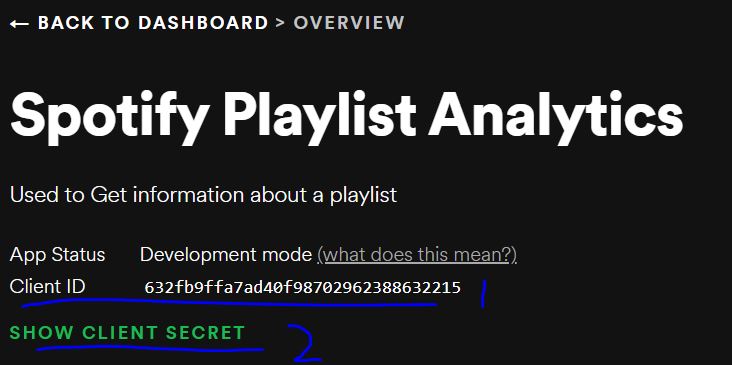 ← BACK TO DASHBOARD > OVERVIEW
Spotify Playlist Analytics
Used to Get information about a playlist
App Status Development mode (what does this mean?)
Client ID 632fb9ffa7ad40f98702962388632215 1
SHOW CLIENT SECRET 2